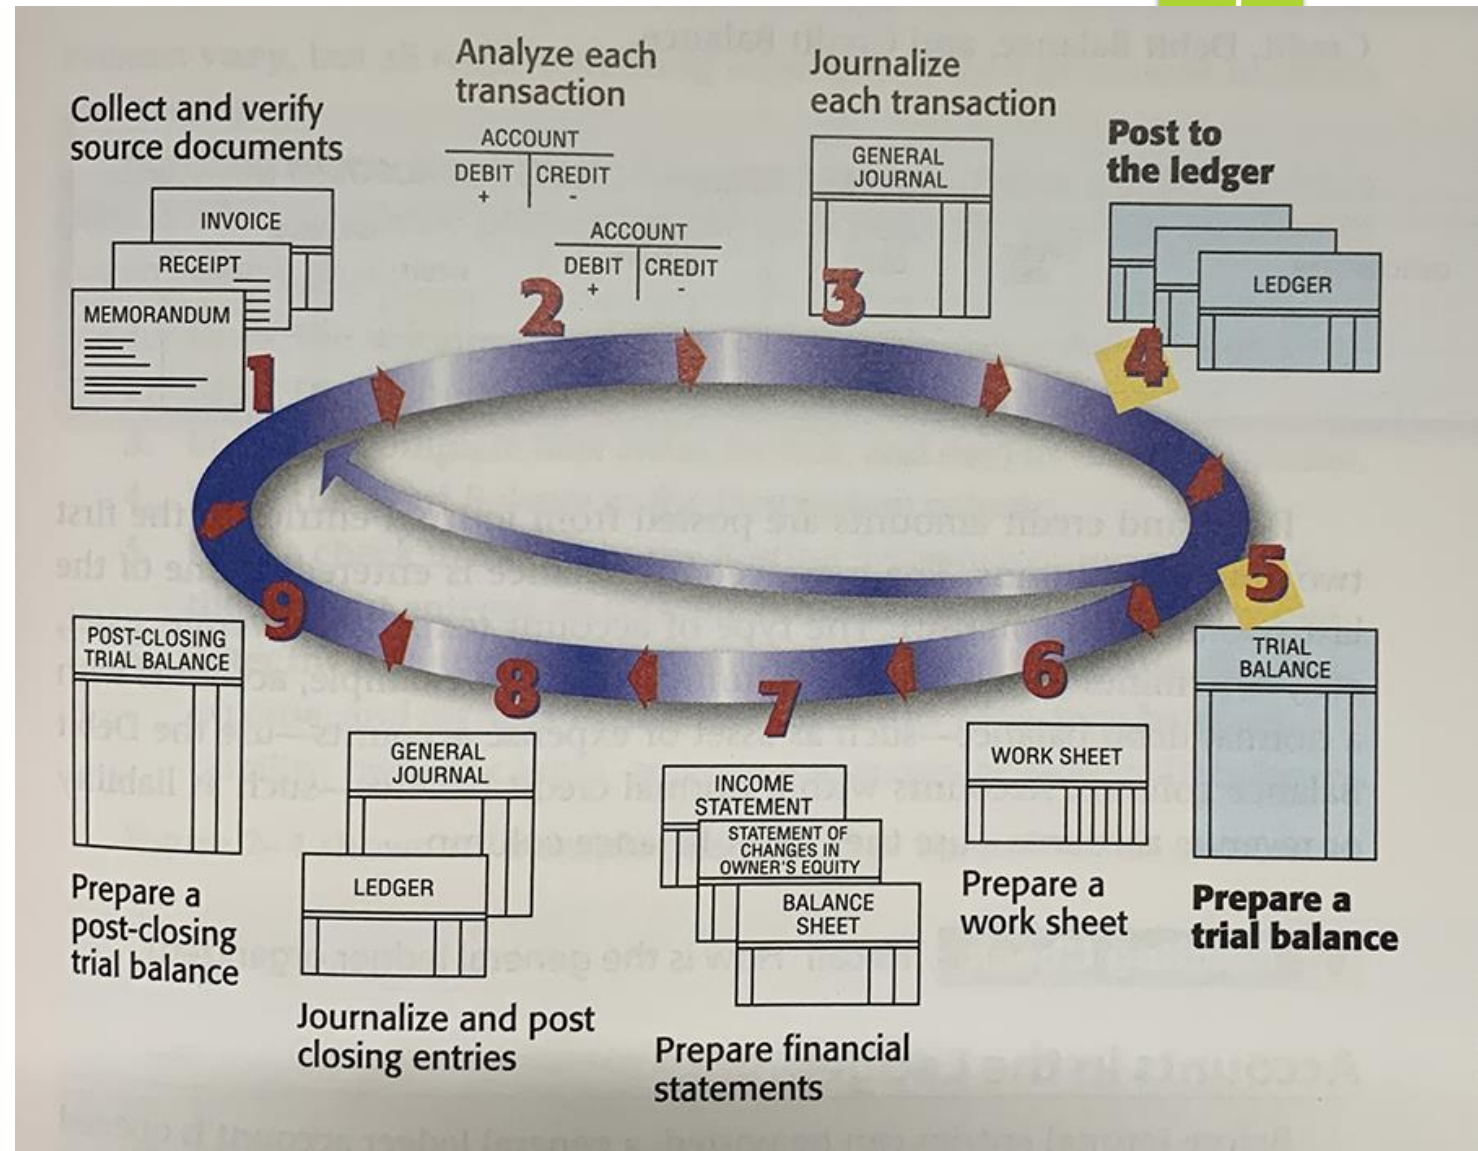 Collect and verify
source documents
INVOICE
RECEIPT
MEMORANDUM
1
Analyze each
transaction
ACCOUNT
DEBIT CREDIT
+ -
ACCOUNT
DEBIT CREDIT
+ -
2
Journalize
each transaction
GENERAL
JOURNAL
3
Post to
the ledger
LEDGER
4
5
TRIAL
BALANCE
Prepare a
trial balance
6
WORK SHEET
Prepare a
work sheet
7
INCOME
STATEMENT
STATEMENT OF
CHANGES IN
OWNER'S EQUITY
BALANCE
SHEET
Prepare financial
statements
8
GENERAL
JOURNAL
LEDGER
Journalize and post
closing entries
9
POST-CLOSING
TRIAL BALANCE
Prepare a
post-closing
trial balance